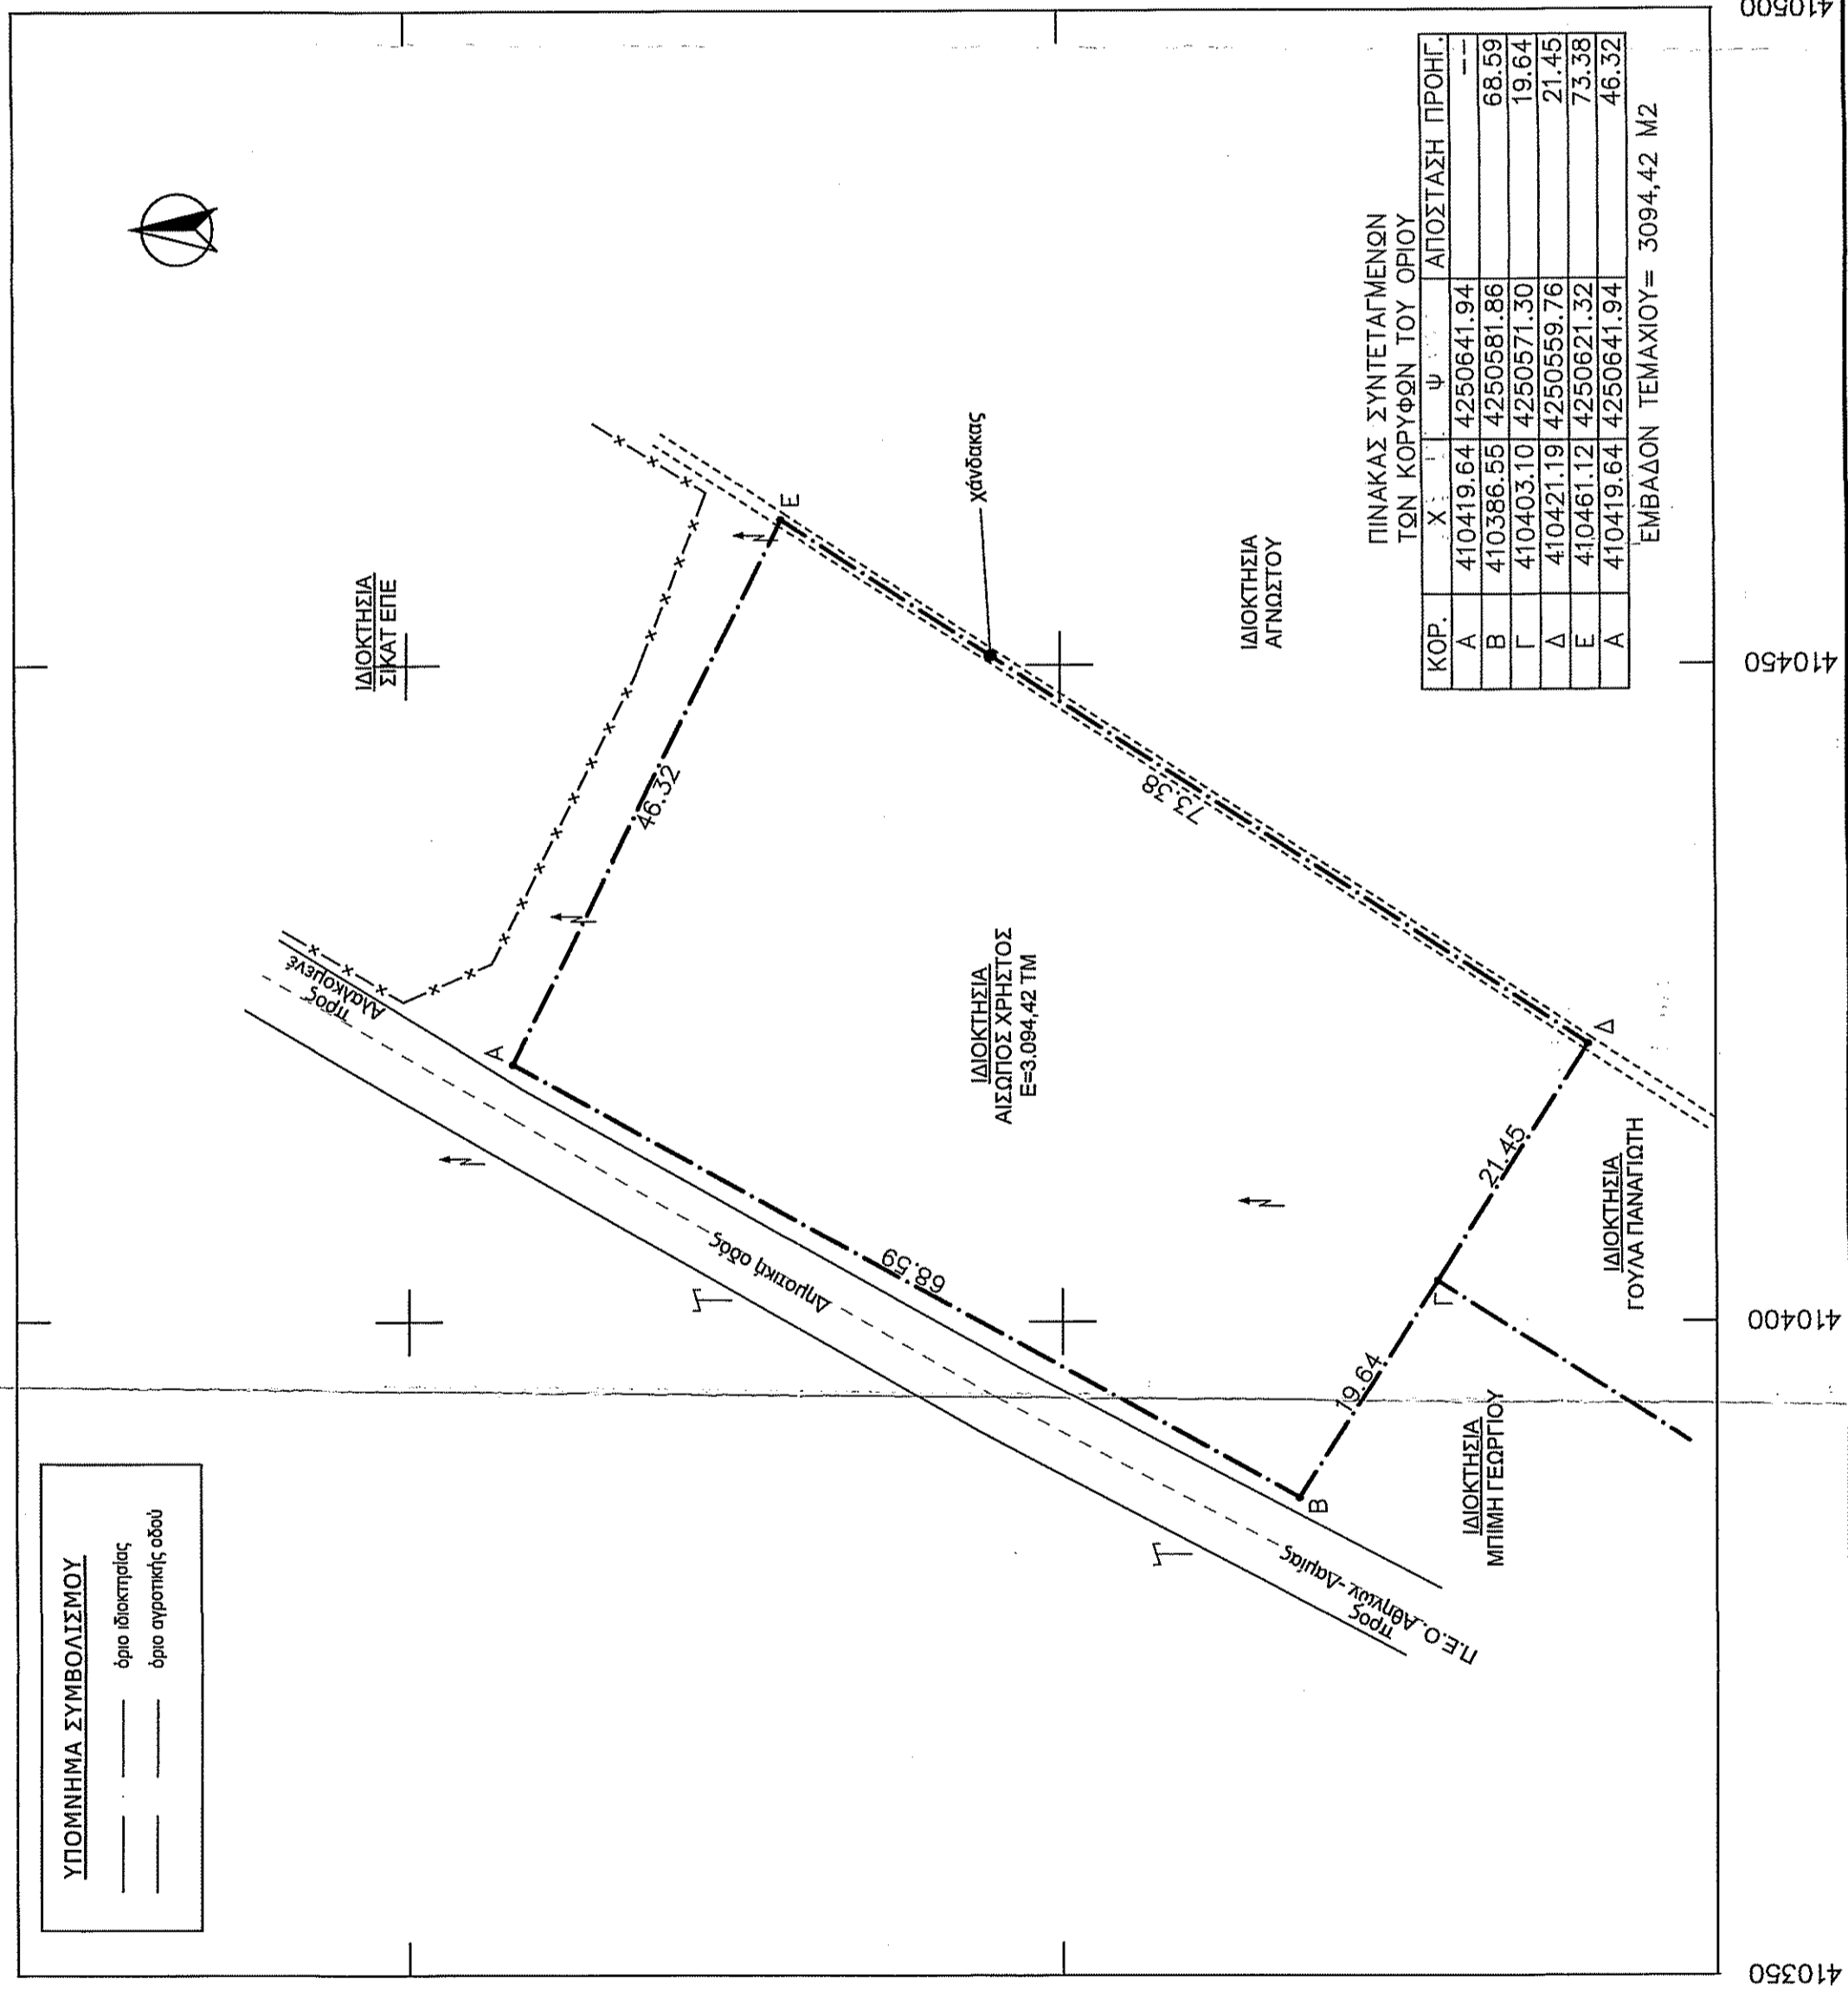 ΥΠΟΜΝΗΜΑ ΣΥΜΒΟΛΙΣΜΟΥ
όριο ιδιοκτησίας
όριο αγροτικής οδού
ΙΔΙΟΚΤΗΣΙΑ
ΣΙΚΑΤ ΕΠΕ
προς
Αλαλκομενέ
Α
46.32
Ε
χάνδακας
Δημοτική οδός
68.59
ΙΔΙΟΚΤΗΣΙΑ
ΑΙΣΩΠΟΣ ΧΡΗΣΤΟΣ
Ε=3.094,42 ΤΜ
73.38
ΙΔΙΟΚΤΗΣΙΑ
ΑΓΝΩΣΤΟΥ
προς
Π.Ε.Ο. Αθηνών-Λαμίας
Β
19.64
Γ
21.45
Δ
ΙΔΙΟΚΤΗΣΙΑ
ΜΠΙΜΗ ΓΕΩΡΓΙΟΥ
ΙΔΙΟΚΤΗΣΙΑ
ΓΟΥΛΑ ΠΑΝΑΓΙΩΤΗ
ΠΙΝΑΚΑΣ ΣΥΝΤΕΤΑΓΜΕΝΩΝ
ΤΩΝ ΚΟΡΥΦΩΝ ΤΟΥ ΟΡΙΟΥ
ΚΟΡ. Χ Ψ ΑΠΟΣΤΑΣΗ ΠΡΟΗΓ.
Α 410419.64 4250641.94 --
Β 410386.55 4250581.86 68.59
Γ 410403.10 4250571.30 19.64
Δ 410421.19 4250559.76 21.45
Ε 410461.12 4250621.32 73.38
Α 410419.64 4250641.94 46.32
ΕΜΒΑΔΟΝ ΤΕΜΑΧΙΟΥ= 3094,42 Μ2
410350
410400
410450
410500